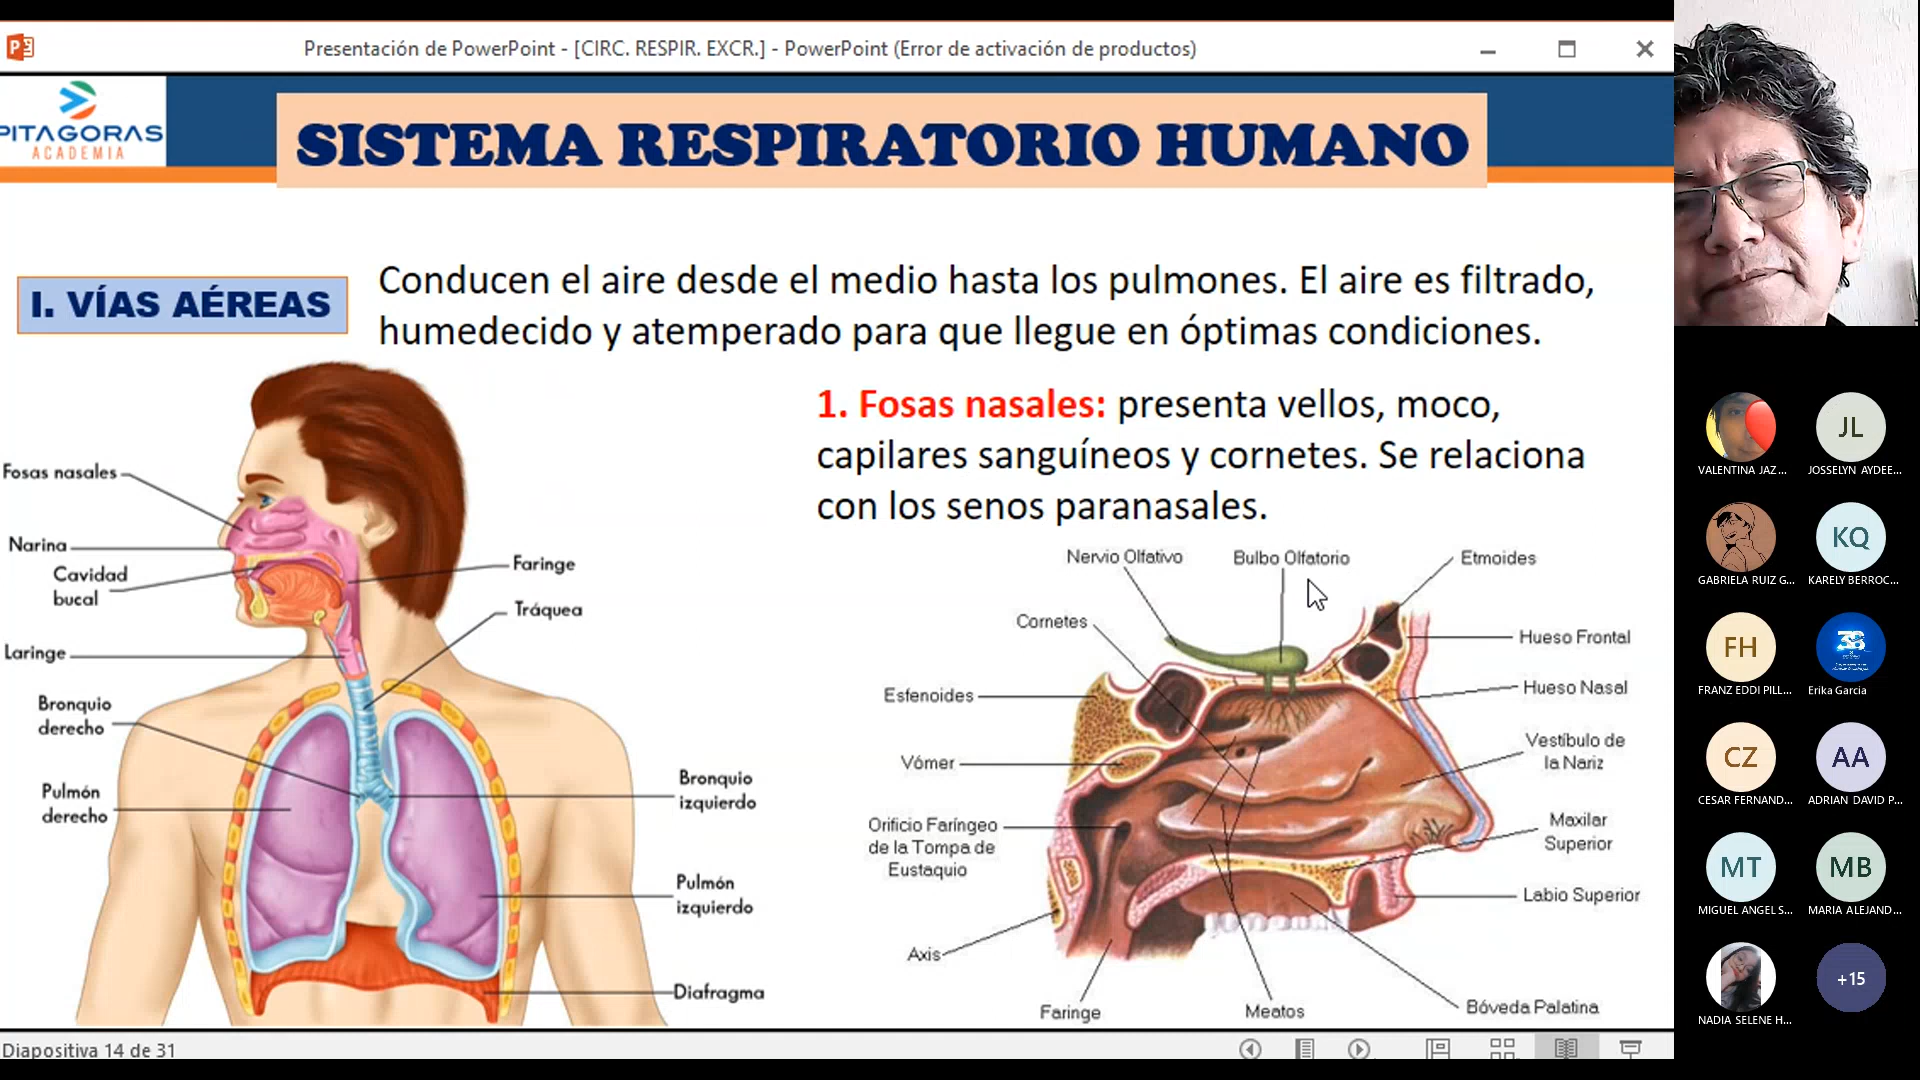 Presentación de PowerPoint - [CIRC. RESPIR. EXCR.] - PowerPoint (Error de activación de productos)
PITAGORAS
ACADEMIA
SISTEMA RESPIRATORIO HUMANO
I. VÍAS AÉREAS
Conducen el aire desde el medio hasta los pulmones. El aire es filtrado,
humedecido y atemperado para que llegue en óptimas condiciones.
1. Fosas nasales: presenta vellos, moco,
capilares sanguíneos y cornetes. Se relaciona
con los senos paranasales.
Fosas nasales
Narina
Cavidad
bucal
Laringe
Bronquio
derecho
Pulmón
derecho
Faringe
Tráquea
Bronquio
izquierdo
Pulmón
izquierdo
Diafragma
Nervio Olfativo
Bulbo Olfatorio
Etmoides
Cornetes
Hueso Frontal
Esfenoides
Hueso Nasal
Vómer
Vestíbulo de
la Nariz
Orificio Faríngeo
de la Tompa de
Eustaquio
Maxilar
Superior
Labio Superior
Axis
Faringe
Meatos
Bóveda Palatina
Diapositiva 14 de 31
VALENTINA JAZ...
JL
JOSSELYN AYDEE...
GABRIELA RUIZ G...
KQ
KARELY BERROC...
FH
FRANZ EDDI PILL...
Erika Garcia
CZ
CESAR FERNAND...
AA
ADRIAN DAVID P...
MT
MIGUEL ANGEL S...
MB
MARIA ALEJAND...
NADIA SELENE H...
+15